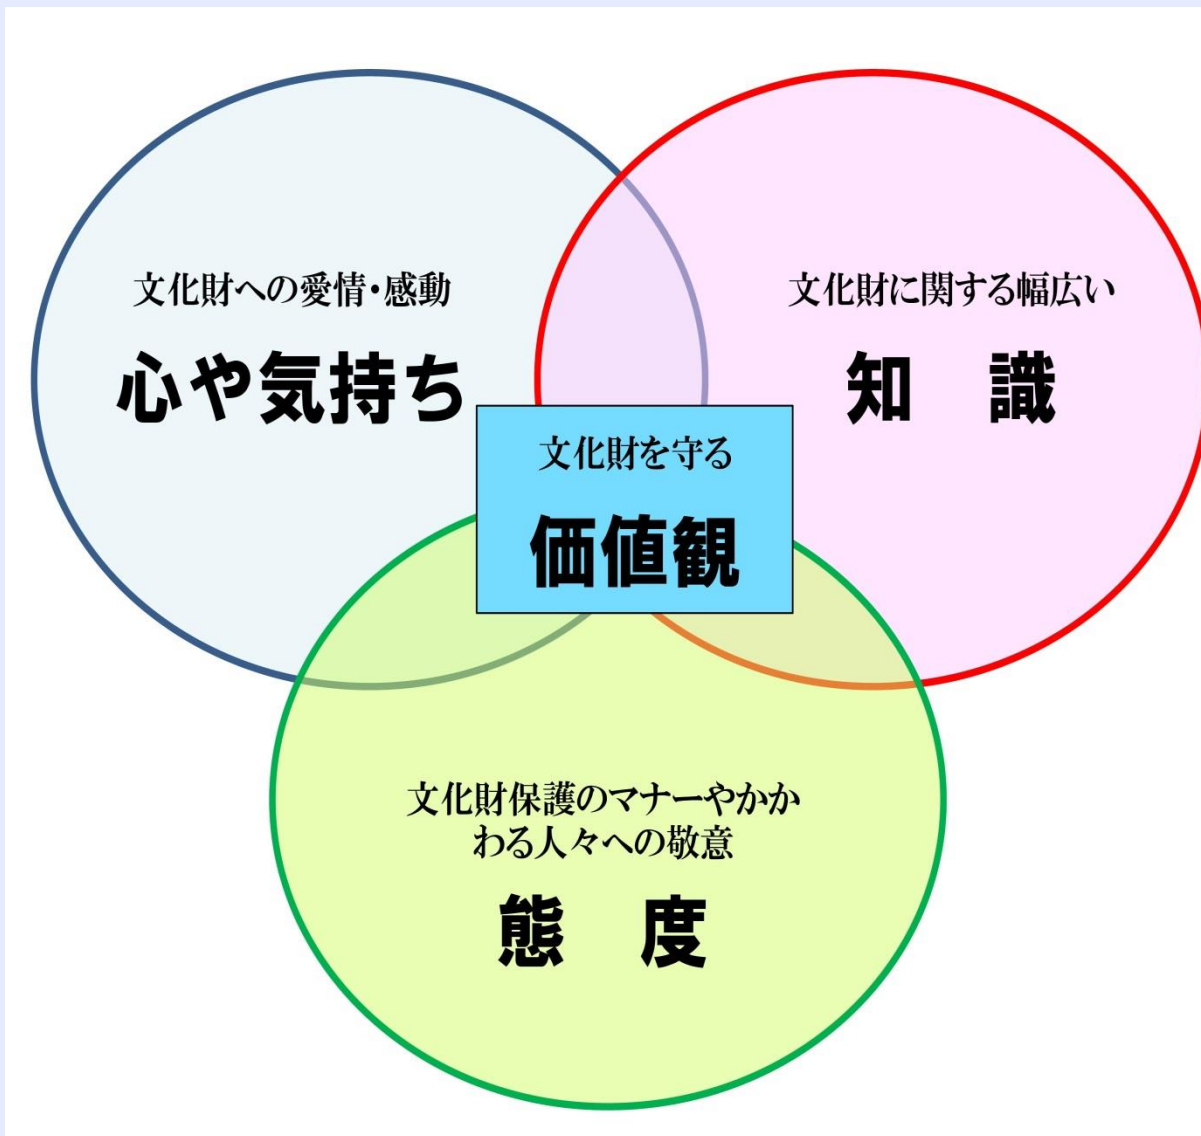 文化財への愛情・感動
心や気持ち
文化財に関する幅広い
知　識
文化財を守る
価値観
文化財保護のマナーやかか
わる人々への敬意
態　度